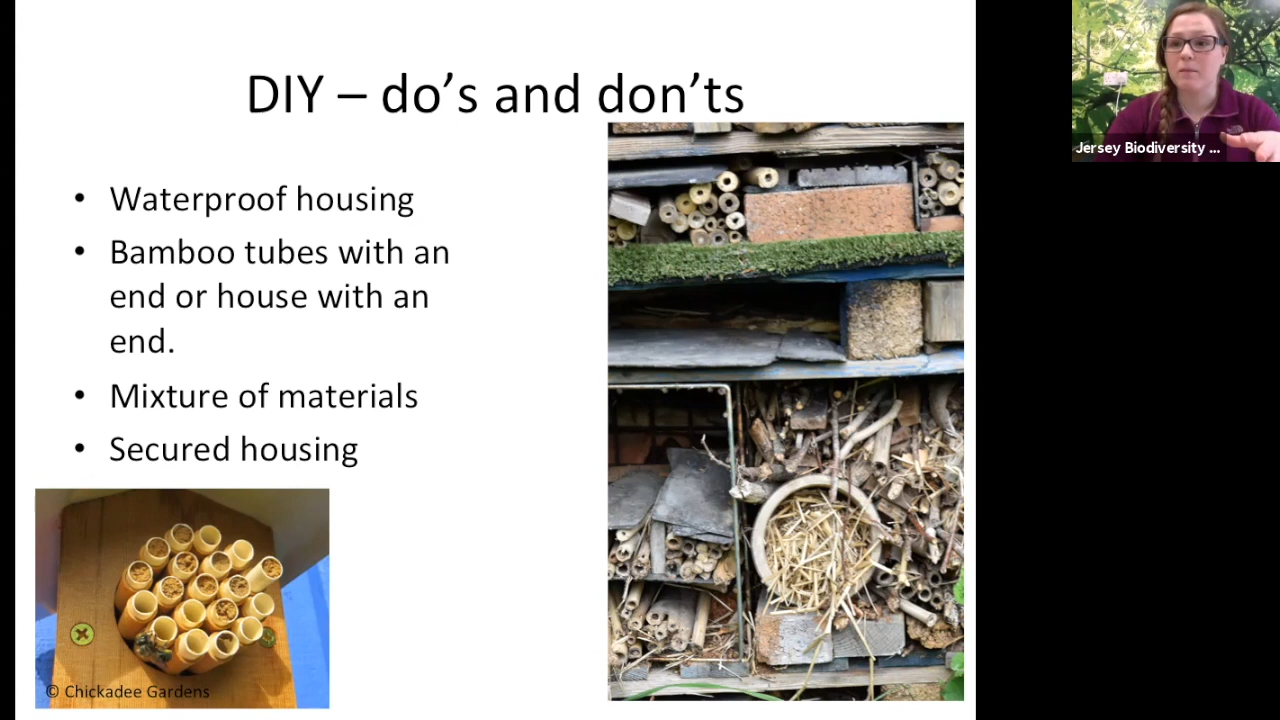 DIY – do's and don'ts
• Waterproof housing
• Bamboo tubes with an
end or house with an
end.
• Mixture of materials
• Secured housing
© Chickadee Gardens
Jersey Biodiversity ...